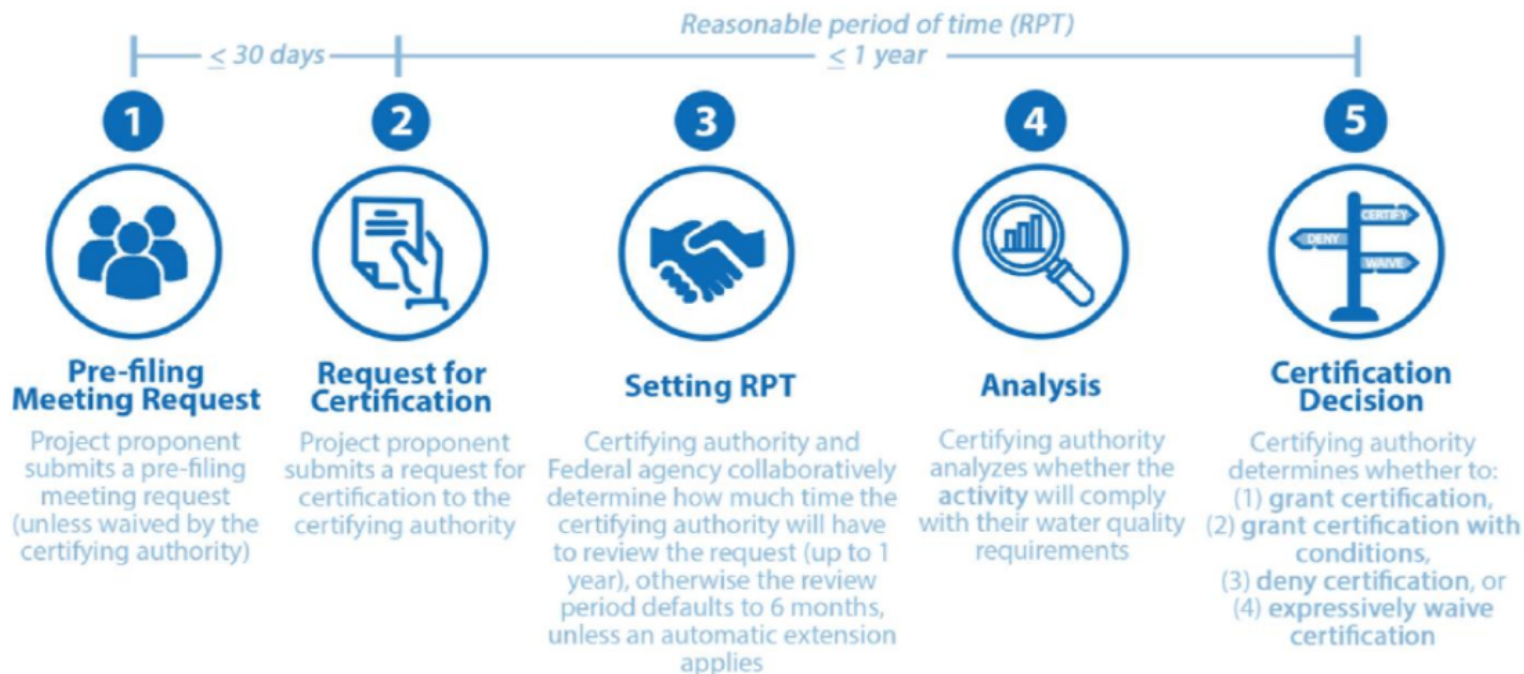 Reasonable period of time (RPT)
≤ 30 days
≤ 1 year
1
2
3
4
5
CERTIFY
DENY
WAIVE
Pre-filing
Meeting Request
Project proponent
submits a pre-filing
meeting request
(unless waived by the
certifying authority)
Request for
Certification
Project proponent
submits a request for
certification to the
certifying authority
Setting RPT
Certifying authority and
Federal agency collaboratively
determine how much time the
certifying authority will have
to review the request (up to 1
year), otherwise the review
period defaults to 6 months,
unless an automatic extension
applies
Analysis
Certifying authority
analyzes whether the
activity will comply
with their water quality
requirements
Certification
Decision
Certifying authority
determines whether to:
(1) grant certification,
(2) grant certification with
conditions,
(3) deny certification, or
(4) expressively waive
certification